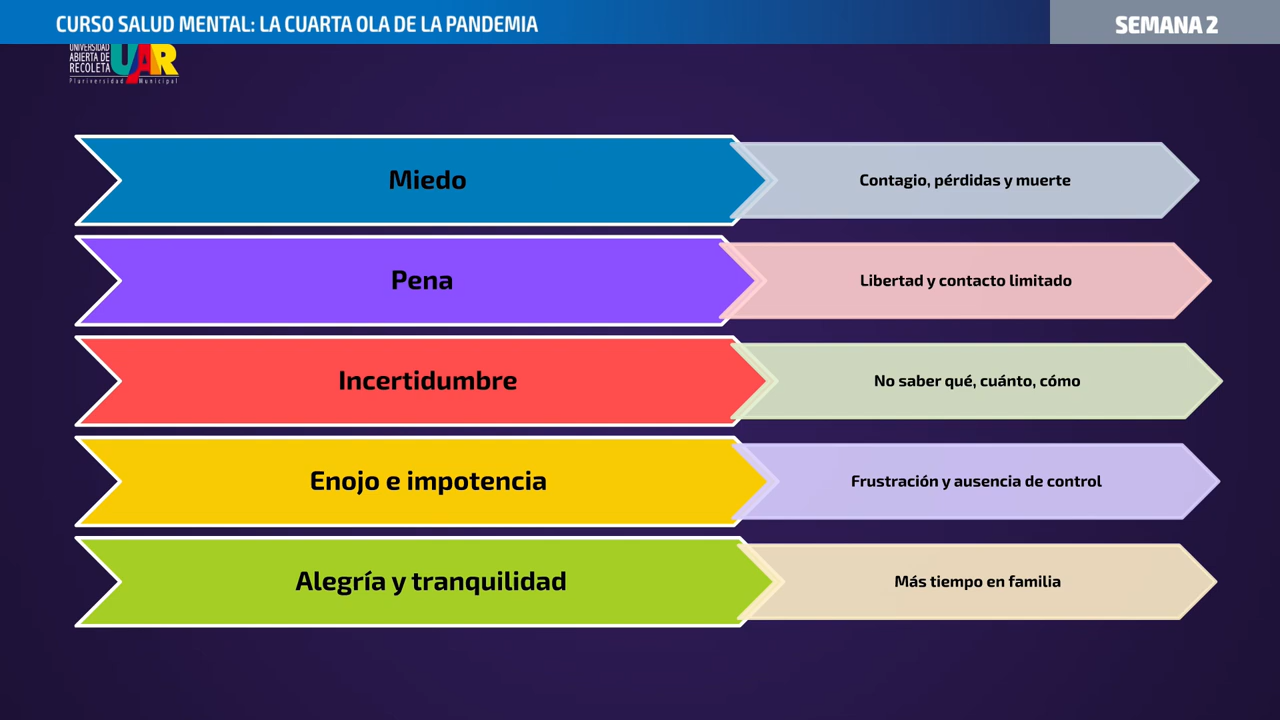 CURSO SALUD MENTAL: LA CUARTA OLA DE LA PANDEMIA
SEMANA 2
UNIVERSIDAD
ABIERTA DE
RECOLETA
UAR
Pluriversidad Municipal
Miedo
Contagio, pérdidas y muerte
Pena
Libertad y contacto limitado
Incertidumbre
No saber qué, cuánto, cómo
Enojo e impotencia
Frustración y ausencia de control
Alegría y tranquilidad
Más tiempo en familia